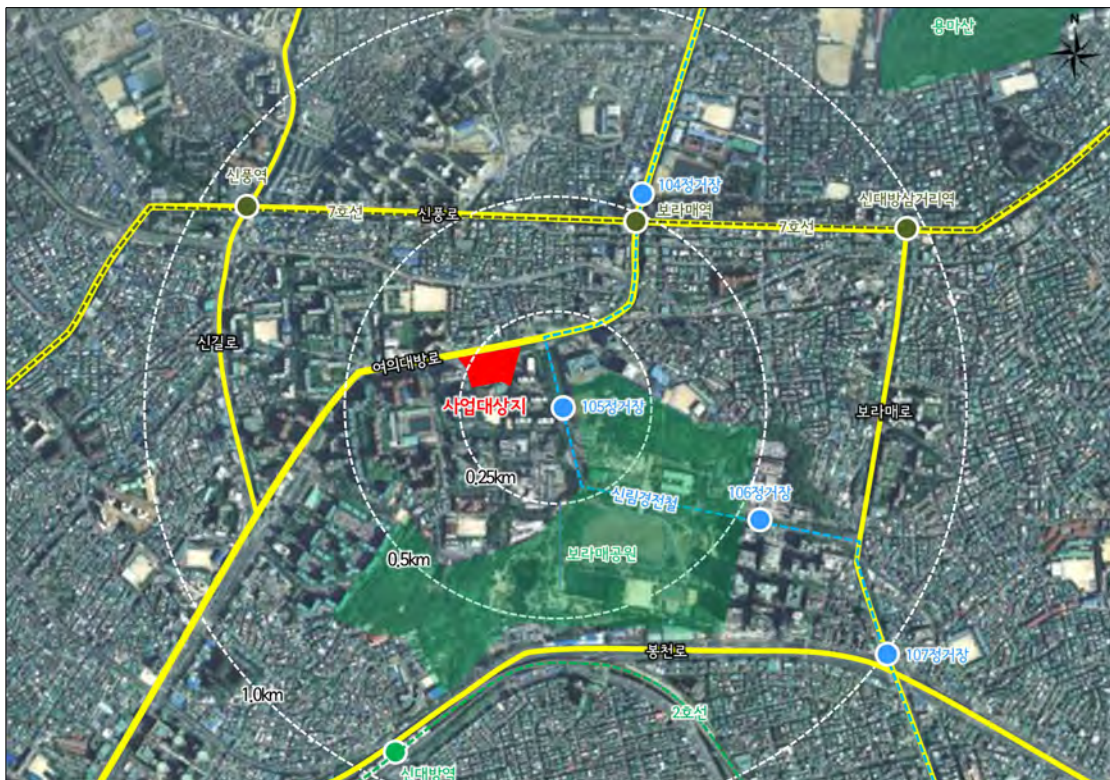 용마산
N
신풍역
104정거장
7호선
신풍로
보라매역
7호선
신대방삼거리역
신길로
여의대방로
사업대상지
105정거장
보라매로
0.25km
신림경전철
106정거장
0.5km
보라매공원
봉천로
107정거장
1.0km
2호선
신대방역